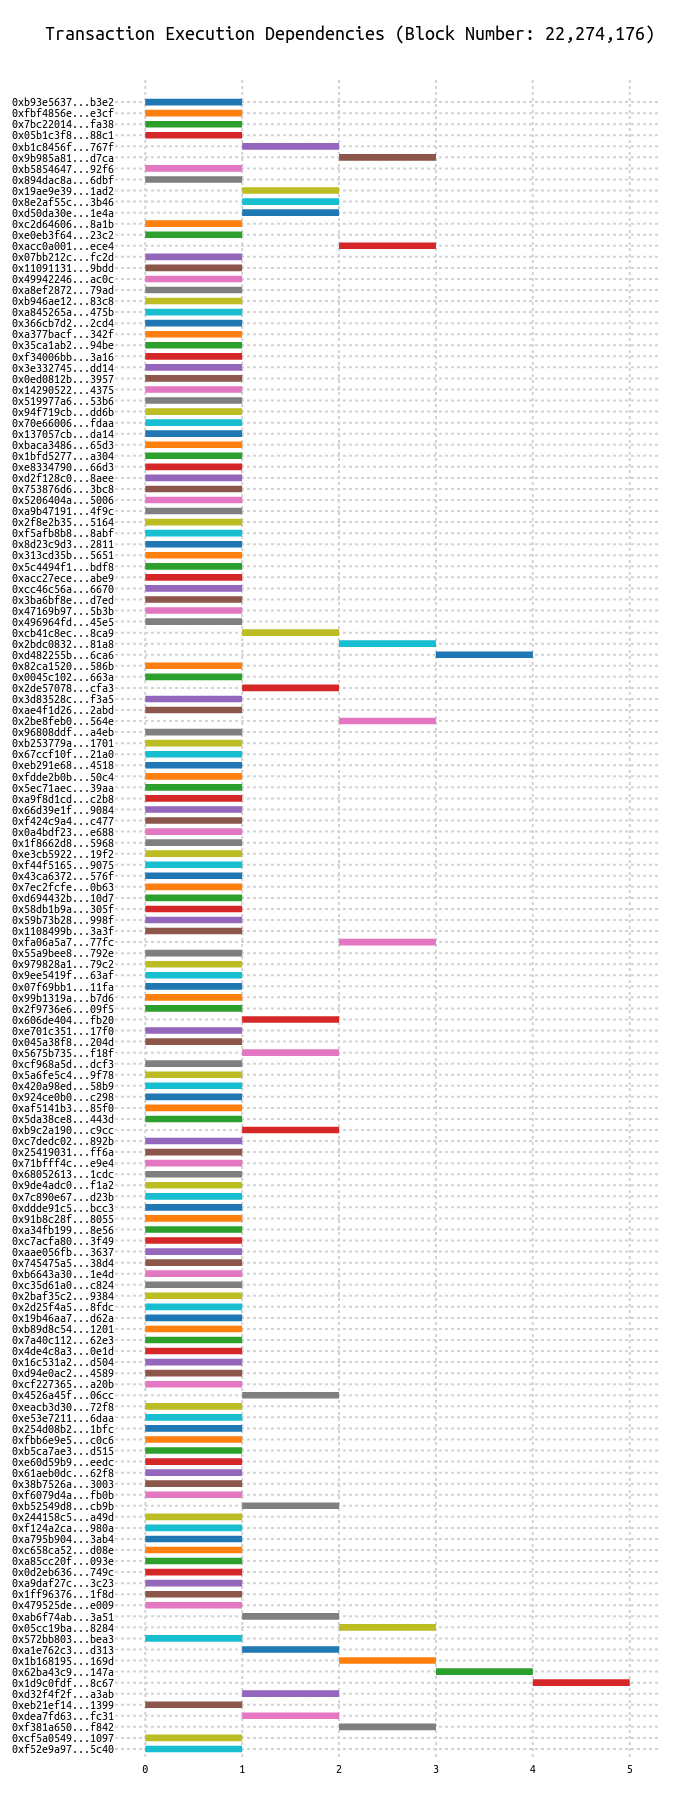 Transaction Execution Dependencies (Block Number: 22,274,176)
0xb93e5637...b3e2
0xfbf4856e...e3cf
0x7bc22014...fa38
0x05b1c3f8...88c1
0xb1c8456f...767f
0x9b985a81...d7ca
0xb5854647...92f6
0x894dac8a...6dbf
0x19ae9e39...1ad2
0x8e2af55c...3b46
0xd50da30e...1e4a
0xc2d64606...8a1b
0xe0eb3f64...23c2
0xacc0a001...ece4
0x07bb212c...fc2d
0x11091131...9bdd
0x49942246...ac0c
0xa8ef2872...79ad
0xb946ae12...83c8
0xa845265a...475b
0x366cb7d2...2cd4
0xa377bacf...342f
0x35ca1ab2...94be
0xf34006bb...3a16
0x3e332745...dd14
0x0ed0812b...3957
0x14290522...4375
0x519977a6...53b6
0x94f719cb...dd6b
0x70e66006...fdaa
0x137057cb...da14
0xbaca3486...65d3
0x1bfd5277...a304
0xe8334790...66d3
0xd2f128c0...8aee
0x753876d6...3bc8
0x5206404a...5006
0xa9b47191...4f9c
0x2f8e2b35...5164
0xf5afb8b8...8abf
0x8d23c9d3...2811
0x313cd35b...5651
0x5c4494f1...bdf8
0xacc27ece...abe9
0xcc46c56a...6670
0x3ba6bf8e...d7ed
0x47169b97...5b3b
0x496964fd...45e5
0xcb41c8ec...8ca9
0x2bdc0832...81a8
0xd482255b...6ca6
0x82ca1520...586b
0x0045c102...663a
0x2de57078...cfa3
0x3d83528c...f3a5
0xae4f1d26...2abd
0x2be8feb0...564e
0x96808ddf...a4eb
0xb253779a...1701
0x67ccf10f...21a0
0xeb291e68...4518
0xfdde2b0b...50c4
0x5ec71aec...39aa
0xa9f8d1cd...c2b8
0x66d39e1f...9084
0xf424c9a4...c477
0x0a4bdf23...e688
0x1f8662d8...5968
0xe3cb5922...19f2
0xf44f5165...9075
0x43ca6372...576f
0x7ec2fcfe...0b63
0xd694432b...10d7
0x58db1b9a...305f
0x59b73b28...998f
0x1108499b...3a3f
0xfa06a5a7...77fc
0x55a9bee8...792e
0x979828a1...79c2
0x9ee5419f...63af
0x07f69bb1...11fa
0x99b1319a...b7d6
0x2f9736e6...09f5
0x606de404...fb20
0xe701c351...17f0
0x045a38f8...204d
0x5675b735...f18f
0xcf968a5d...dcf3
0x5a6fe5c4...9f78
0x420a98ed...58b9
0x924ce0b0...c298
0xaf5141b3...85f0
0x5da38ce8...443d
0xb9c2a190...c9cc
0xc7dedc02...892b
0x25419031...ff6a
0x71bfff4c...e9e4
0x68052613...1cdc
0x9de4adc0...f1a2
0x7c890e67...d23b
0xddde91c5...bcc3
0x91b8c28f...8055
0xa34fb199...8e56
0xc7acfa80...3f49
0xaae056fb...3637
0x745475a5...38d4
0xb6643a30...1e4d
0xc35d61a0...c824
0x2baf35c2...9384
0x2d25f4a5...8fdc
0x19b46aa7...d62a
0xb89d8c54...1201
0x7a40c112...62e3
0x4de4c8a3...0e1d
0x16c531a2...d504
0xd94e0ac2...4589
0xcf227365...a20b
0x4526a45f...06cc
0xeacb3d30...72f8
0xe53e7211...6daa
0x254d08b2...1bfc
0xfbb6e9e5...c0c6
0xb5ca7ae3...d515
0xe60d59b9...eedc
0x61aeb0dc...62f8
0x38b7526a...3003
0xf6079d4a...fb0b
0xb52549d8...cb9b
0x244158c5...a49d
0xf124a2ca...980a
0xa795b904...3ab4
0xc658ca52...d08e
0xa85cc20f...093e
0x0d2eb636...749c
0xa9daf27c...3c23
0x1ff96376...1f8d
0x479525de...e009
0xab6f74ab...3a51
0x05cc19ba...8284
0x572bb803...bea3
0xa1e762c3...d313
0x1b168195...169d
0x62ba43c9...147a
0x1d9c0fdf...8c67
0xd32f4f2f...a3ab
0xeb21ef14...1399
0xdea7fd63...fc31
0xf381a650...f842
0xcf5a0549...1097
0xf52e9a97...5c40
0 1 2 3 4 5